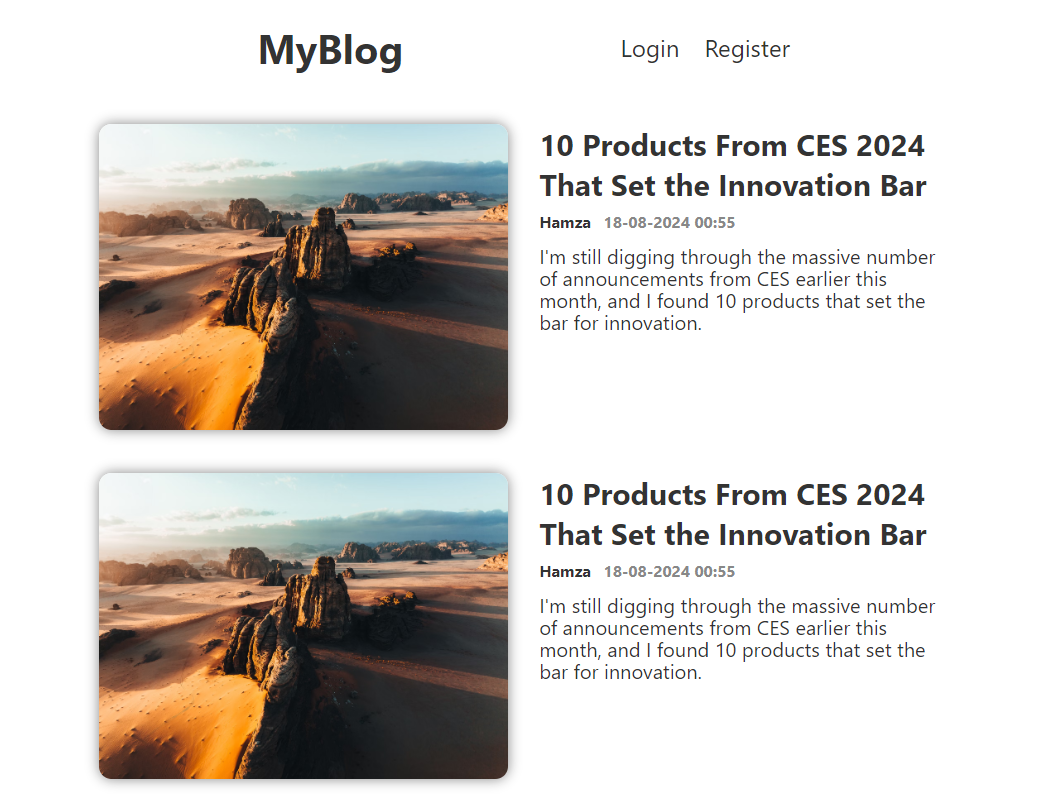 MyBlog
Login Register
10 Products From CES 2024
That Set the Innovation Bar
Hamza 18-08-2024 00:55
I'm still digging through the massive number
of announcements from CES earlier this
month, and I found 10 products that set the
bar for innovation.
10 Products From CES 2024
That Set the Innovation Bar
Hamza 18-08-2024 00:55
I'm still digging through the massive number
of announcements from CES earlier this
month, and I found 10 products that set the
bar for innovation.